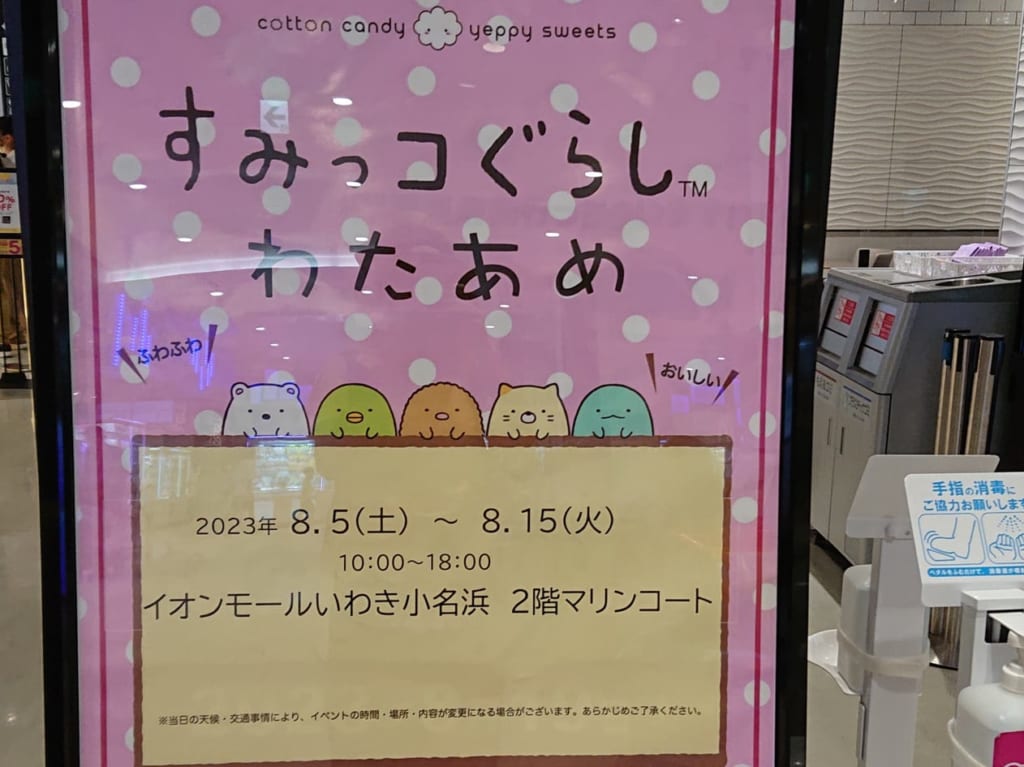 cotton candy yeppy sweets
すみっコぐらし™
わたあめ
ふわふわ
おいしい
2023年 8.5(土) ～ 8.15(火)
10:00～18:00
イオンモールいわき小名浜 2階マリンコート
※当日の天候・交通事情により、イベントの時間・場所・内容が変更になる場合がございます。あらかじめご了承ください。
手指の消毒に
ご協力お願いします